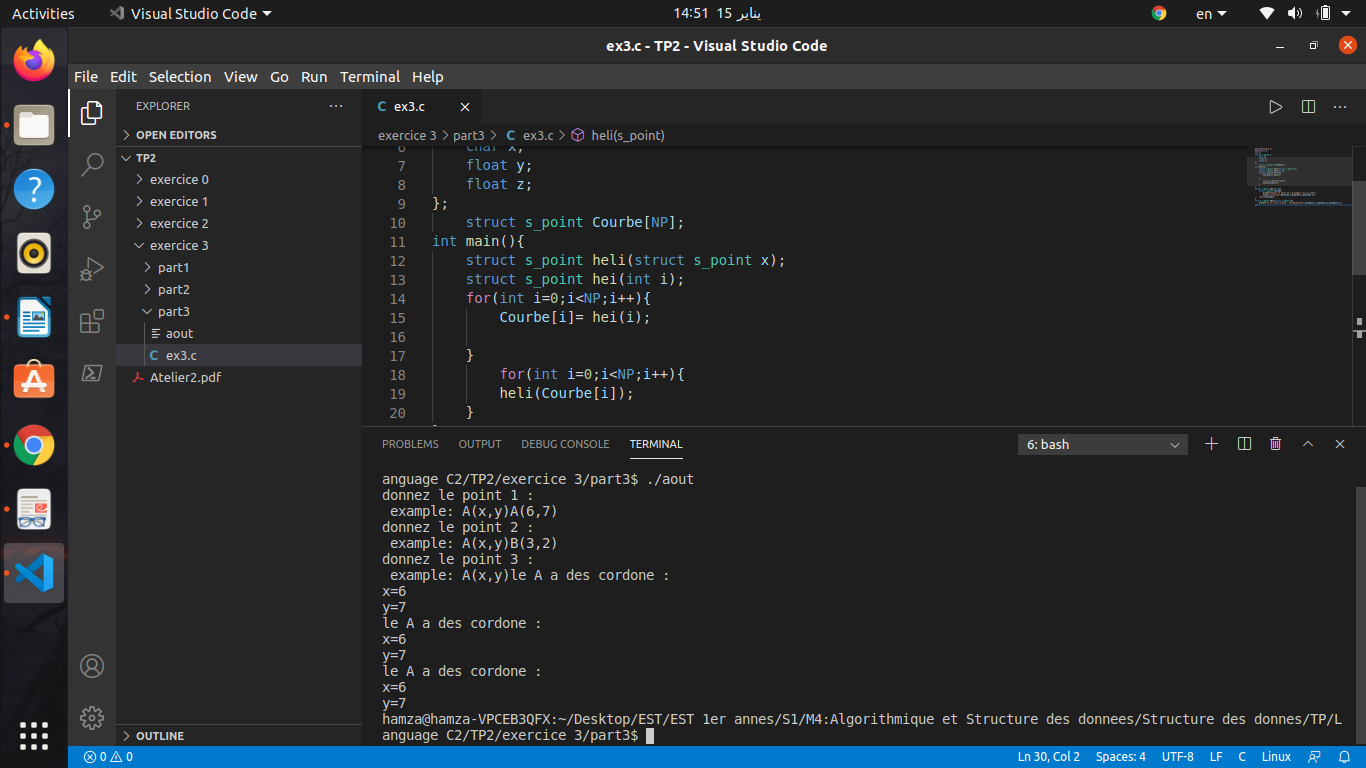 Activities
Visual Studio Code
14:51 15 يناير
en
ex3.c - TP2 - Visual Studio Code
File Edit Selection View Go Run Terminal Help
EXPLORER
OPEN EDITORS
TP2
exercice 0
exercice 1
exercice 2
exercice 3
part1
part2
part3
aout
C ex3.c
Atelier2.pdf
OUTLINE
C ex3.c
exercice 3 > part3 > C ex3.c > heli(s_point)
6 char x;
7 float y;
8 float z;
9 };
10 struct s_point Courbe[NP];
11 int main(){
12 struct s_point heli(struct s_point x);
13 struct s_point hei(int i);
14 for(int i=0;i<NP;i++){
15 Courbe[i]= hei(i);
16
17 }
18 for(int i=0;i<NP;i++){
19 heli(Courbe[i]);
20 }
PROBLEMS OUTPUT DEBUG CONSOLE TERMINAL
6: bash
anguage C2/TP2/exercice 3/part3$ ./aout
donnez le point 1 :
example: A(x,y)A(6,7)
donnez le point 2 :
example: A(x,y)B(3,2)
donnez le point 3 :
example: A(x,y)le A a des cordone :
x=6
y=7
le A a des cordone :
x=6
y=7
le A a des cordone :
x=6
y=7
hamza@hamza-VPCEB3QFX:~/Desktop/EST/EST 1er annes/S1/M4:Algorithmique et Structure des donnees/Structure des donnes/TP/L
anguage C2/TP2/exercice 3/part3$
0 0
Ln 30, Col 2 Spaces: 4 UTF-8 LF C Linux